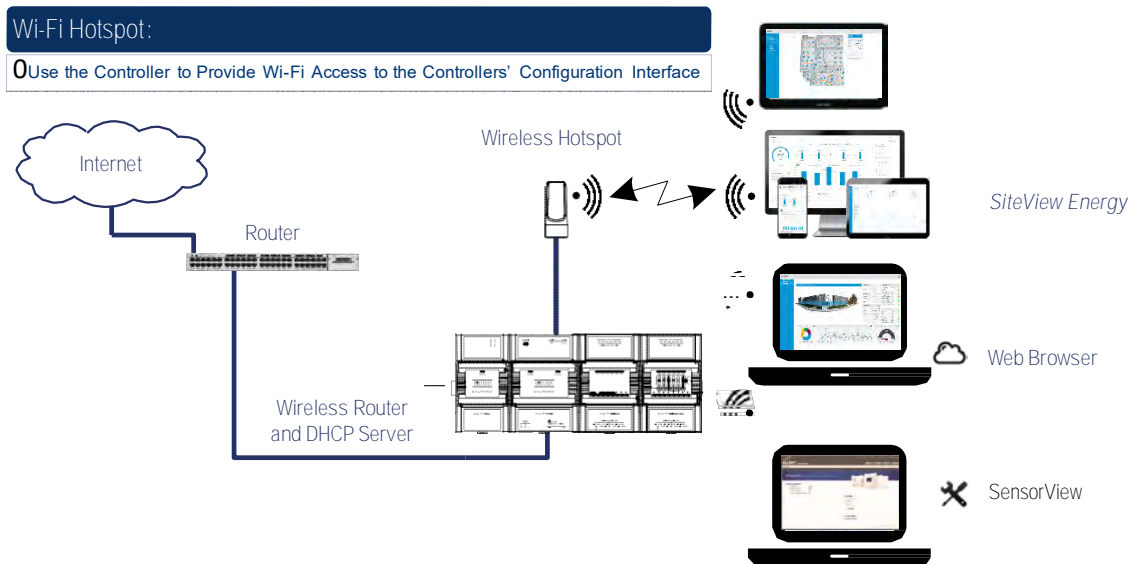 Wi-Fi Hotspot:
0Use the Controller to Provide Wi-Fi Access to the Controllers’ Configuration Interface
Wireless Hotspot
Internet
SiteView Energy
Router
Web Browser
Wireless Router
and DHCP Server
SensorView